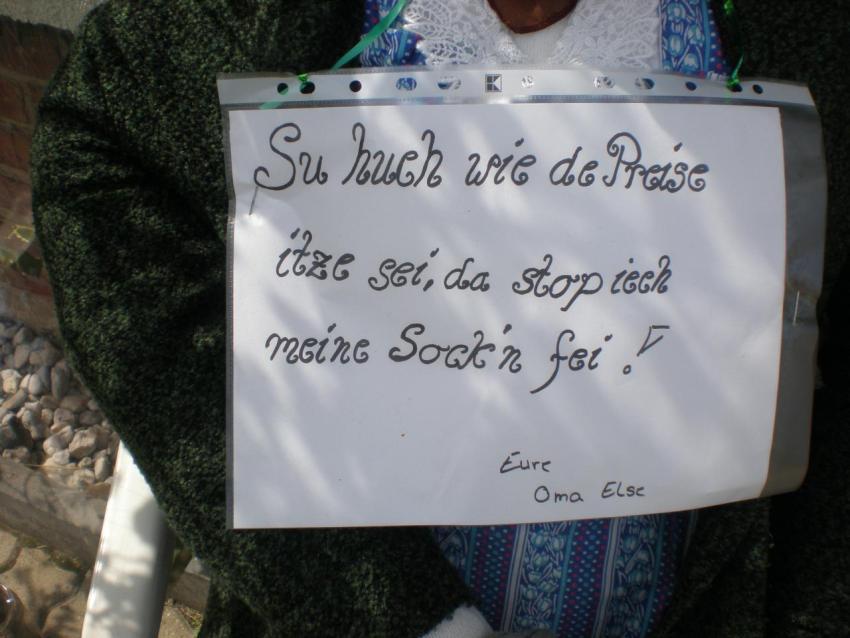 Su huch wie de Preise
itze sei, da stop iech
meine Sock'n fei!
Eure
Oma Else